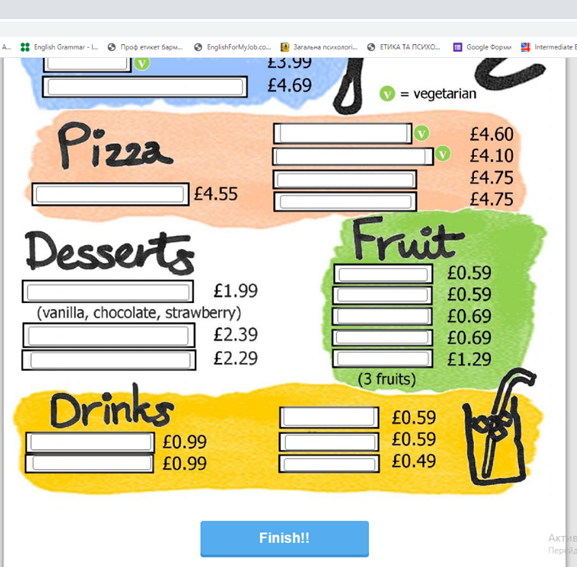 A...
English Grammar - I...
Проф етикет барм...
EnglishForMyJob.co...
Загальна психологі...
ЕТИКА ТА ПСИХО...
Google Форми
Intermediate E
V £3.99
£4.69
V = vegetarian
Pizza
V £4.60
V £4.10
£4.75
£4.55
£4.75
Desserts
£1.99
(vanilla, chocolate, strawberry)
£2.39
£2.29
Fruit
£0.59
£0.59
£0.69
£0.69
£1.29
(3 fruits)
Drinks
£0.99
£0.99
£0.59
£0.59
£0.49
Finish!!